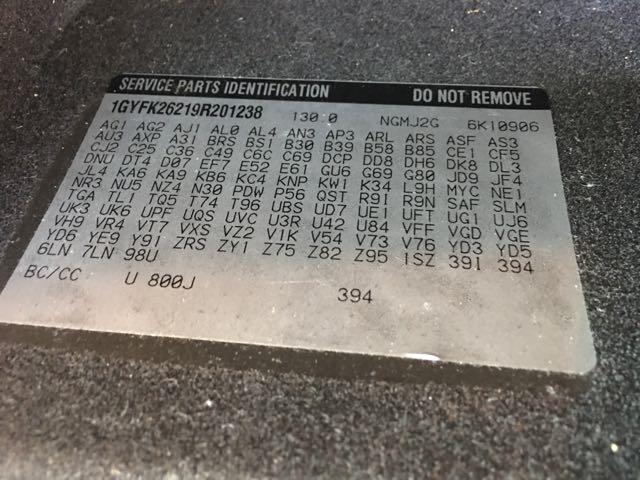 SERVICE PARTS IDENTIFICATION DO NOT REMOVE
1GYFK26219R201238 130.0 NGMJ2G 6K10906
AG1 AG2 AJ1 AL0 AL4 AN3 AP3 ARL ARS ASF AS3
AU3 AXP A31 BRS BS1 B30 B39 B58 B85 CE1 CF5
CJ2 C25 C36 C49 C6C C69 DCP DD8 DH6 DK8 DL3
DNU DT4 D07 EF7 E52 E61 GU6 G69 G80 JD9 JF4
JL4 KA6 KA9 KB6 KC4 KNP KW1 K34 L9H MYC NE1
NR3 NU5 NZ4 N30 PDW P56 QST R9I R9N SAF SLM
TGA TL1 TQ5 T74 T96 UBS UD7 UE1 UFT UG1 UJ6
UK3 UK6 UPF UQS UVC U3R U42 U84 VFF VGD VGE
VH9 VR4 VT7 VXS VZ2 V1K V54 V73 V76 YD3 YD5
YD6 YE9 Y91 ZRS ZY1 Z75 Z82 Z95 1SZ 391 394
6LN 7LN 98U
BC/CC U 800J 394